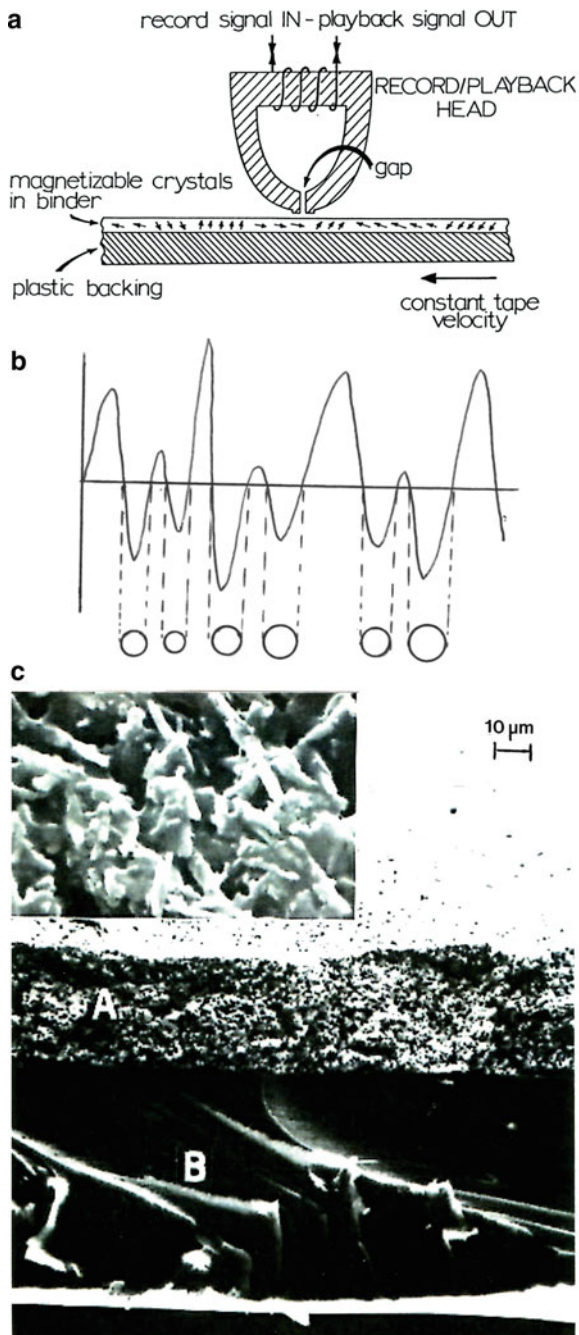 a
record signal IN - playback signal OUT
RECORD/PLAYBACK
HEAD
gap
magnetizable crystals
in binder
plastic backing
constant tape
velocity
b
c
10 µm
A
B